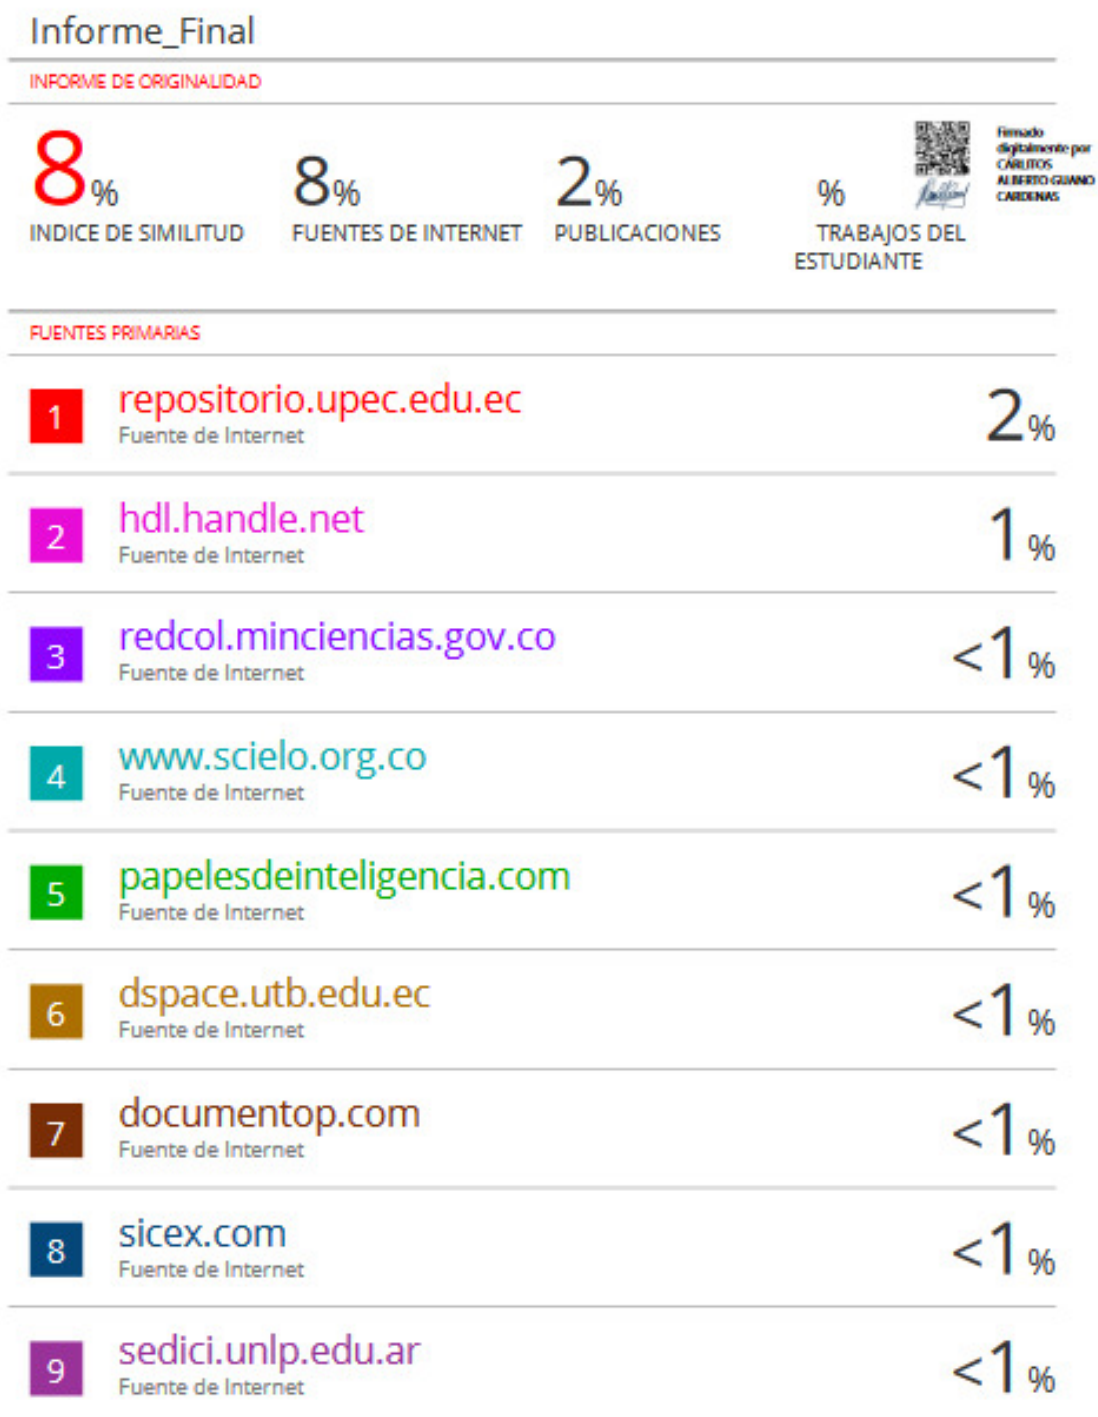 Informe_Final
INFORME DE ORIGINALIDAD
8%
INDICE DE SIMILITUD
8%
FUENTES DE INTERNET
2%
PUBLICACIONES
%
TRABAJOS DEL
ESTUDIANTE
Firmado
digitalmente por
CARLITOS
ALBERTO GUANO
CARDENAS
FUENTES PRIMARIAS
1
repositorio.upec.edu.ec
Fuente de Internet
2%
2
hdl.handle.net
Fuente de Internet
1%
3
redcol.minciencias.gov.co
Fuente de Internet
<1%
4
www.scielo.org.co
Fuente de Internet
<1%
5
papelesdeinteligencia.com
Fuente de Internet
<1%
6
dspace.utb.edu.ec
Fuente de Internet
<1%
7
documentop.com
Fuente de Internet
<1%
8
sicex.com
Fuente de Internet
<1%
9
sedici.unlp.edu.ar
Fuente de Internet
<1%